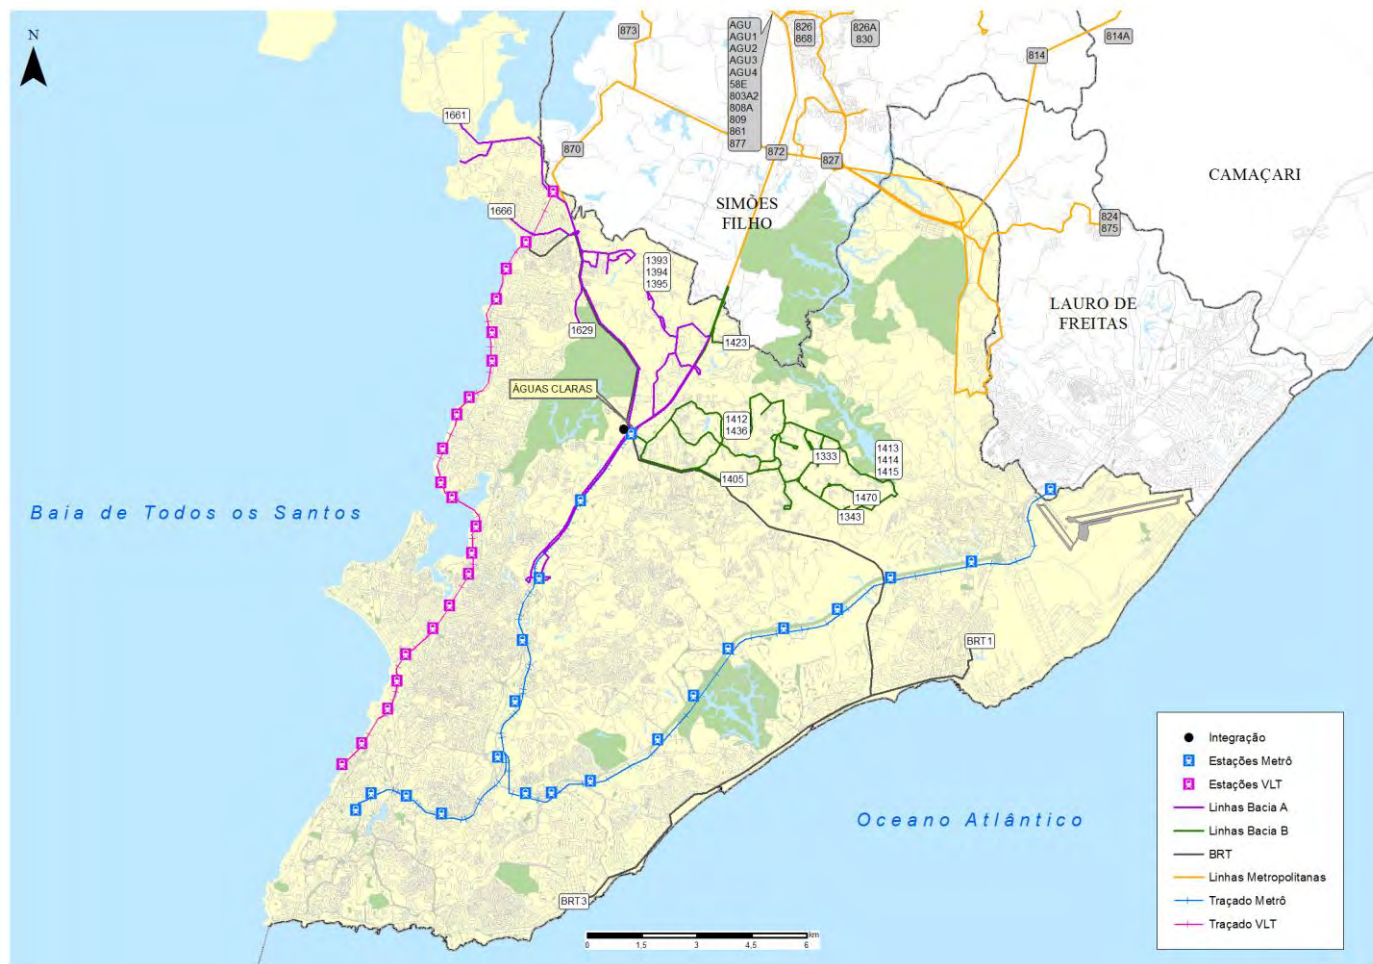 N
873
AGU
AGU1
AGU2
AGU3
AGU4
58E
803A2
808A
809
861
877
826
868
826A
830
814A
814
1661
870
872
827
CAMAÇARI
SIMÕES
FILHO
824
875
1666
1393
1394
1395
LAURO DE
FREITAS
1629
1423
ÁGUAS CLARAS
1412
1436
1413
1414
1415
1333
1405
1470
1343
Baia de Todos os Santos
BRT1
Oceano Atlântico
BRT3
Integração
Estações Metrô
Estações VLT
Linhas Bacia A
Linhas Bacia B
BRT
Linhas Metropolitanas
Traçado Metrô
Traçado VLT
km
0 1,5 3 4,5 6